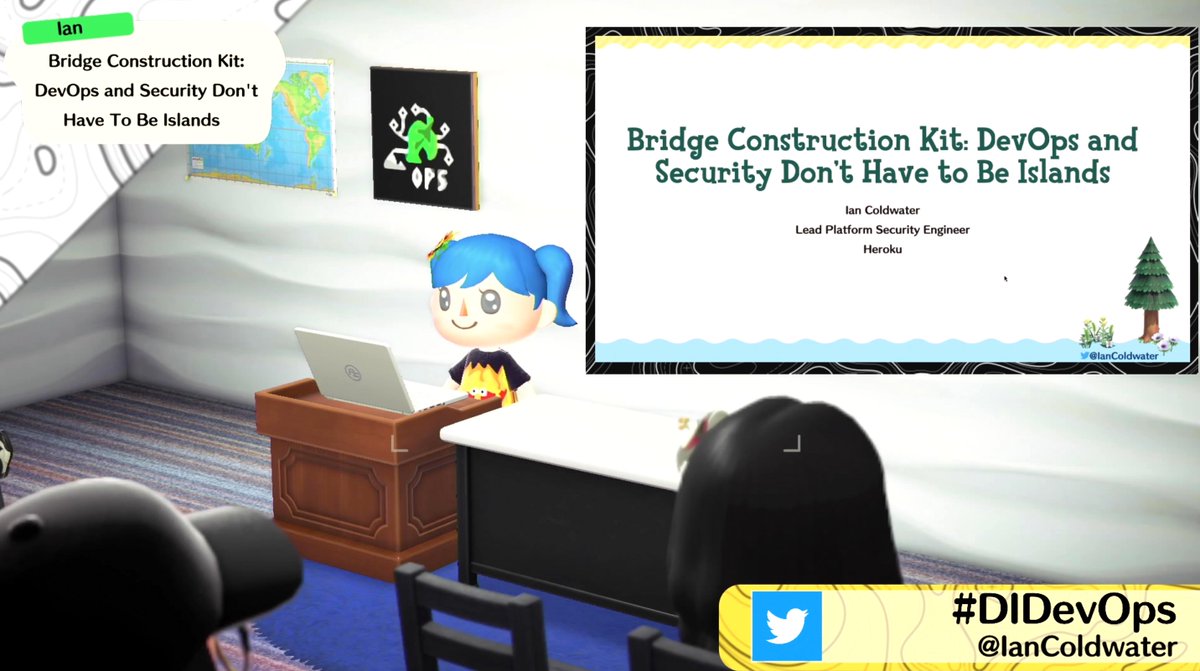 Ian
Bridge Construction Kit:
DevOps and Security Don't
Have To Be Islands
OPS
Bridge Construction Kit: DevOps and
Security Don't Have to Be Islands
Ian Coldwater
Lead Platform Security Engineer
Heroku
@IanColdwater
#DIDevOps
@IanColdwater